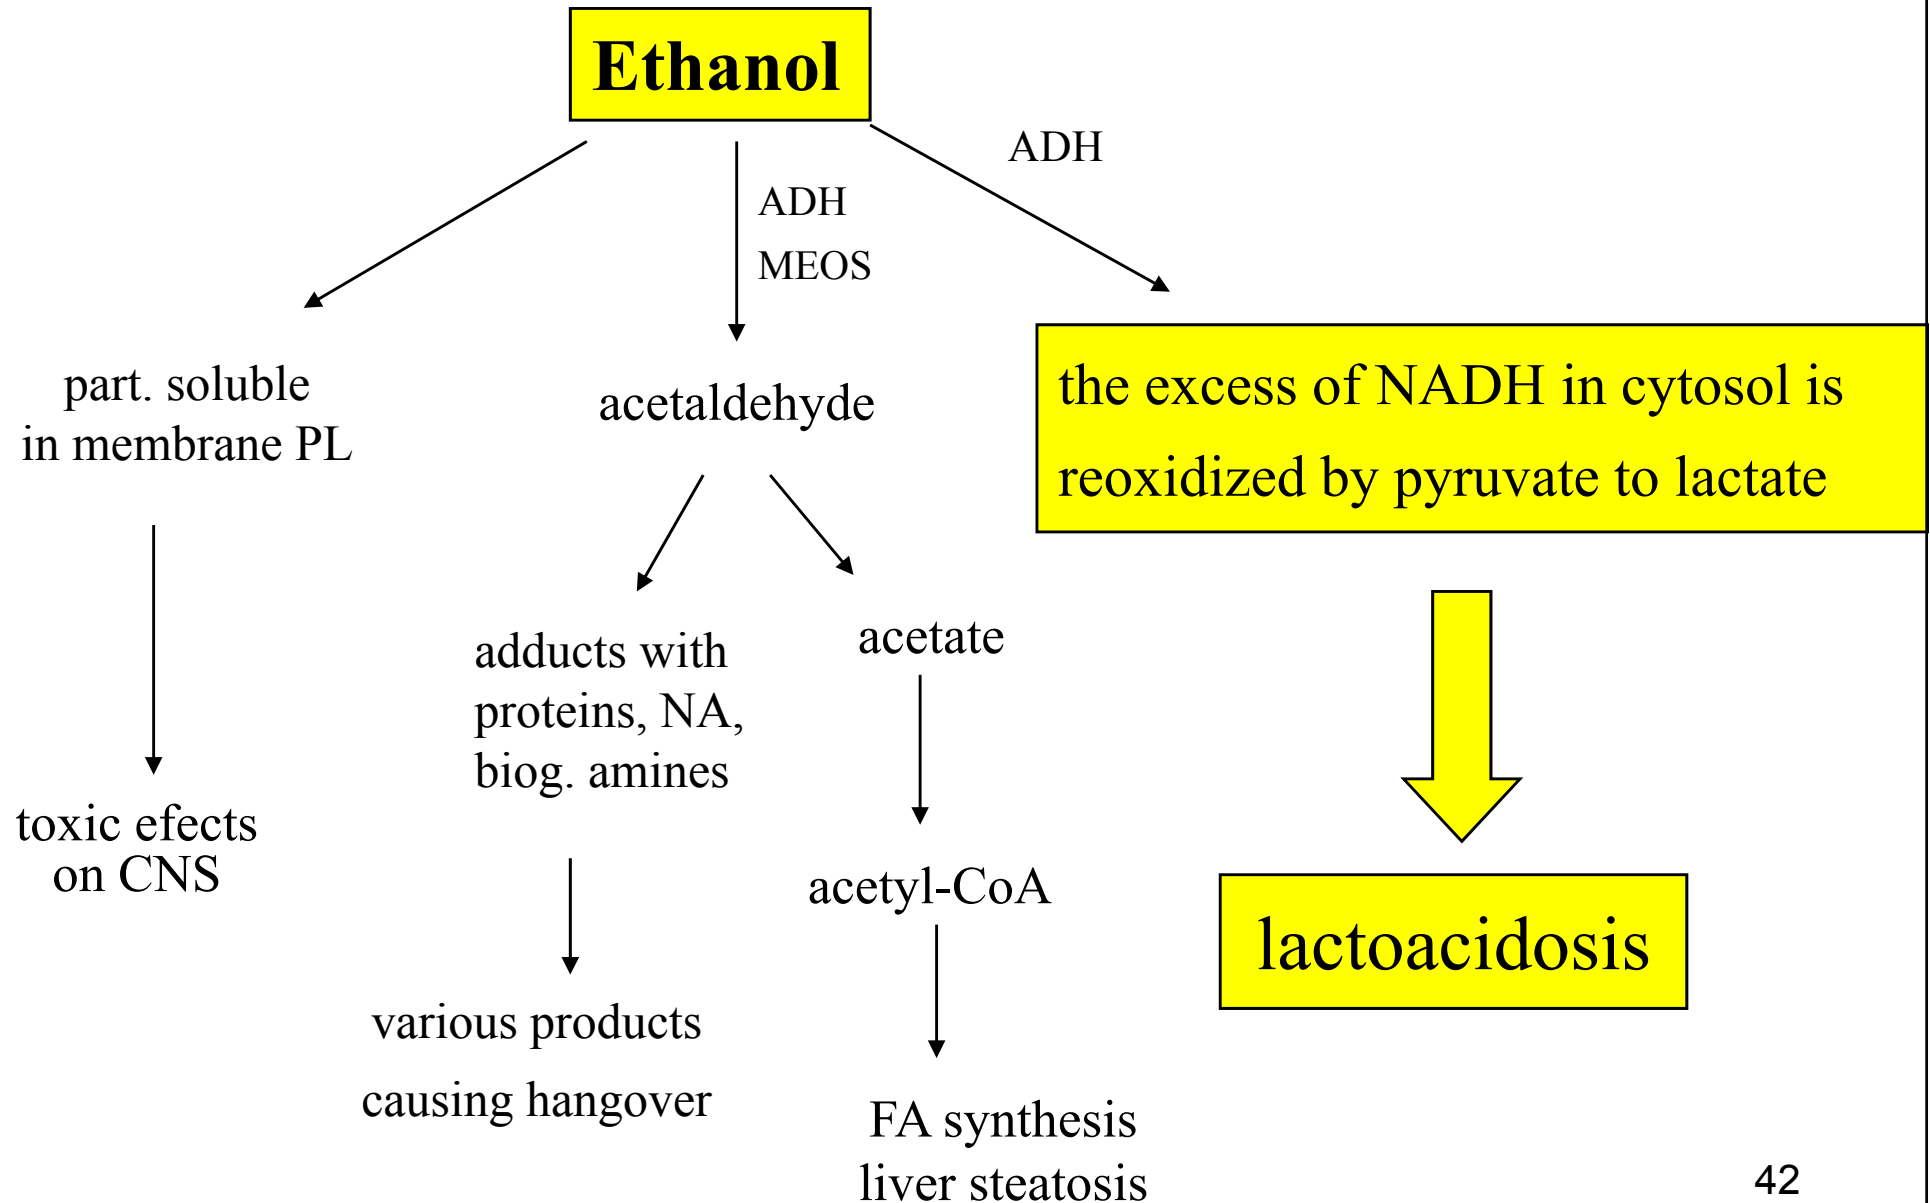 Ethanol
ADH
ADH
MEOS
part. soluble
in membrane PL
acetaldehyde
the excess of NADH in cytosol is
reoxidized by pyruvate to lactate
adducts with
proteins, NA,
biog. amines
acetate
toxic efects
on CNS
acetyl-CoA
lactoacidosis
various products
causing hangover
FA synthesis
liver steatosis
42